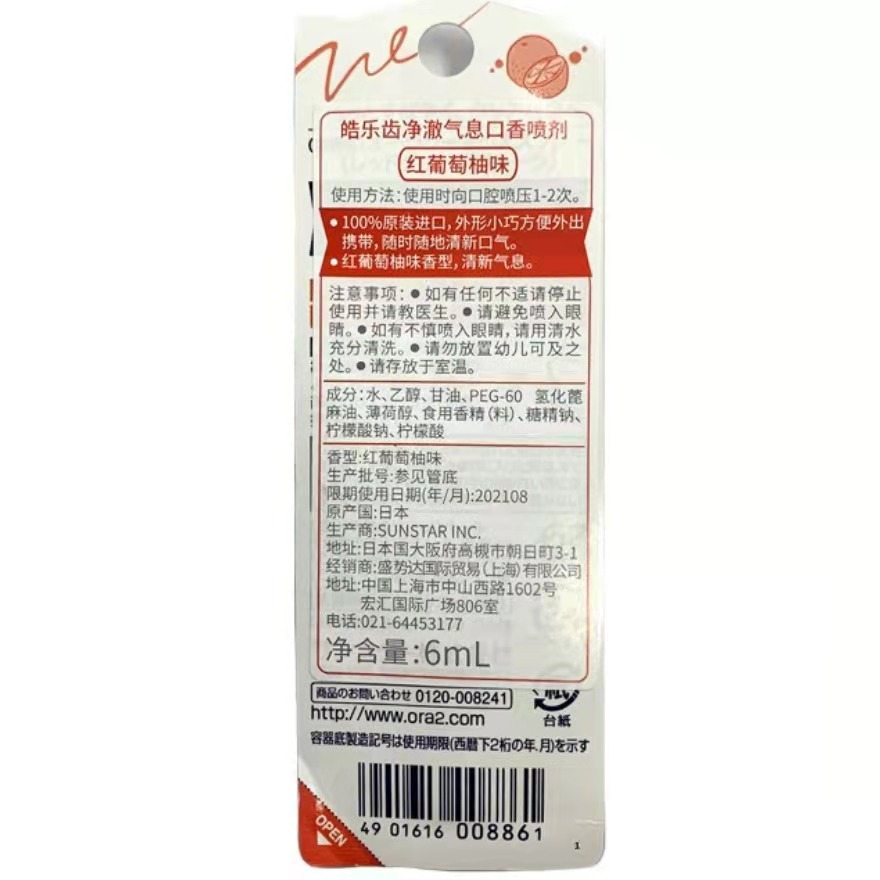 皓乐齿净澈气息口香喷剂
红葡萄柚味
使用方法:使用时向口腔喷压1-2次。
●100%原装进口,外形小巧方便外出
携带,随时随地清新口气。
●红葡萄柚味香型,清新气息。
注意事项:●如有任何不适请停止
使用并请教医生。●请避免喷入眼
睛。●如有不慎喷入眼睛,请用清水
充分清洗。●请勿放置幼儿可及之
处。●请存放于室温。
成分:水、乙醇、甘油、PEG-60 氢化蓖
麻油、薄荷醇、食用香精(料)、糖精钠、
柠檬酸钠、柠檬酸
香型:红葡萄柚味
生产批号:参见管底
限期使用日期(年/月):202108
原产国:日本
生产商:SUNSTAR INC.
地址:日本国大阪府高槻市朝日町3-1
经销商:盛势达国际贸易(上海)有限公司
地址:中国上海市中山西路1602号
宏汇国际广场806室
电话:021-64453177
净含量:6mL
商品のお問い合わせ 0120-008241
http://www.ora2.com
台紙
容器底製造記号は使用期限(西暦下2桁の年、月)を示す
OPEN
49 01616 008861
1